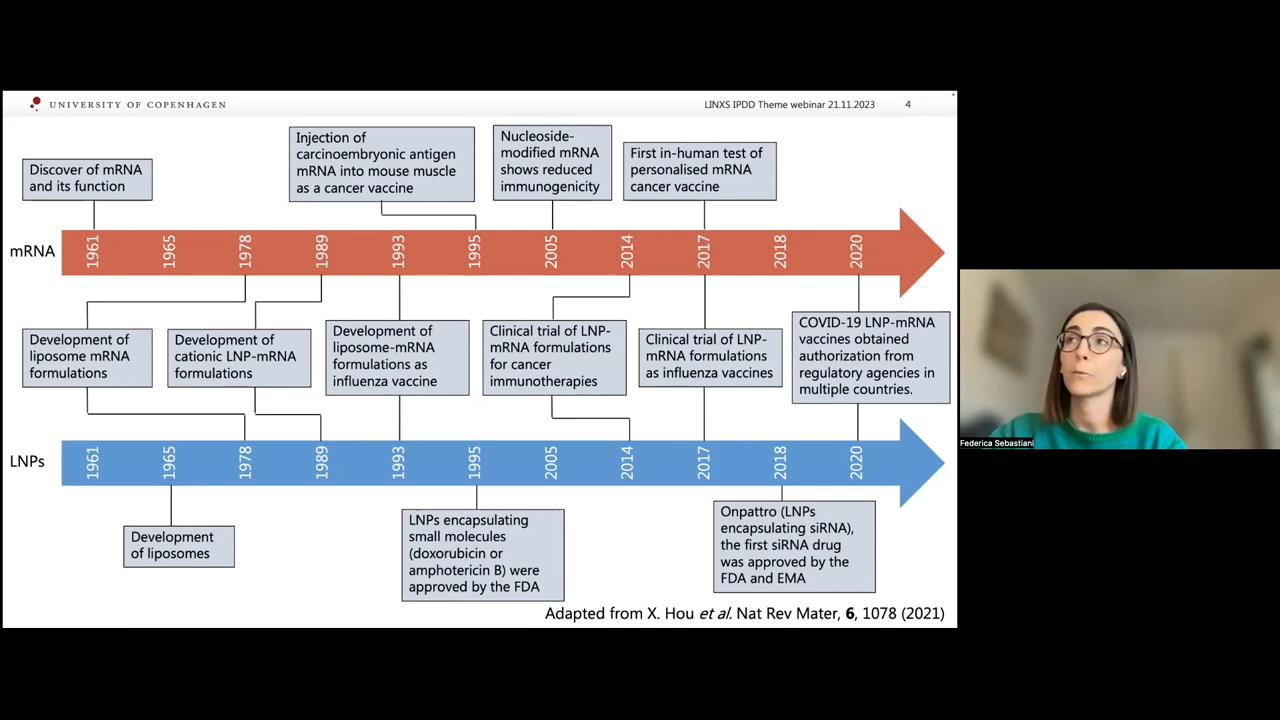 UNIVERSITY OF COPENHAGEN
LINXS IPDD Theme webinar 21.11.2023
4
Discover of mRNA
and its function
Injection of
carcinoembryonic antigen
mRNA into mouse muscle
as a cancer vaccine
Nucleoside-
modified mRNA
shows reduced
immunogenicity
First in-human test of
personalised mRNA
cancer vaccine
mRNA
1961
1965
1978
1989
1993
1995
2005
2014
2017
2018
2020
Development of
liposome mRNA
formulations
Development of
cationic LNP-mRNA
formulations
Development of
liposome-mRNA
formulations as
influenza vaccine
Clinical trial of LNP-
mRNA formulations
for cancer
immunotherapies
Clinical trial of LNP-
mRNA formulations
as influenza vaccines
COVID-19 LNP-mRNA
vaccines obtained
authorization from
regulatory agencies in
multiple countries.
LNPs
1961
1965
1978
1989
1993
1995
2005
2014
2017
2018
2020
Development
of liposomes
LNPs encapsulating
small molecules
(doxorubicin or
amphotericin B) were
approved by the FDA
Onpattro (LNPs
encapsulating siRNA),
the first siRNA drug
was approved by the
FDA and EMA
Adapted from X. Hou et al. Nat Rev Mater, 6, 1078 (2021)
Federica Sebastiani